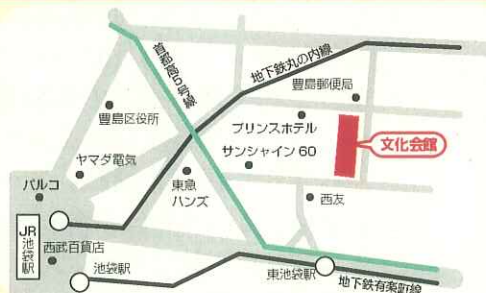 首都高5号線
地下鉄丸の内線
豊島郵便局
豊島区役所
プリンスホテル
文化会館
サンシャイン60
ヤマダ電気
東急
ハンズ
パルコ
西友
JR
池袋駅
西武百貨店
池袋駅
東池袋駅
地下鉄有楽町線